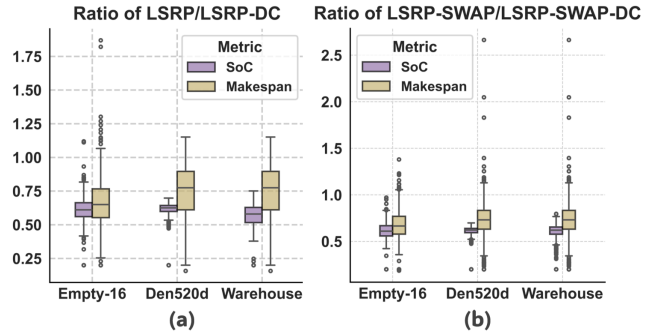 Ratio of LSRP/LSRP-DC
Metric
SoC
Makespan
1.75
1.50
1.25
1.00
0.75
0.50
0.25
Empty-16 Den520d Warehouse
(a)
Ratio of LSRP-SWAP/LSRP-SWAP-DC
Metric
SoC
Makespan
2.5
2.0
1.5
1.0
0.5
Empty-16 Den520d Warehouse
(b)